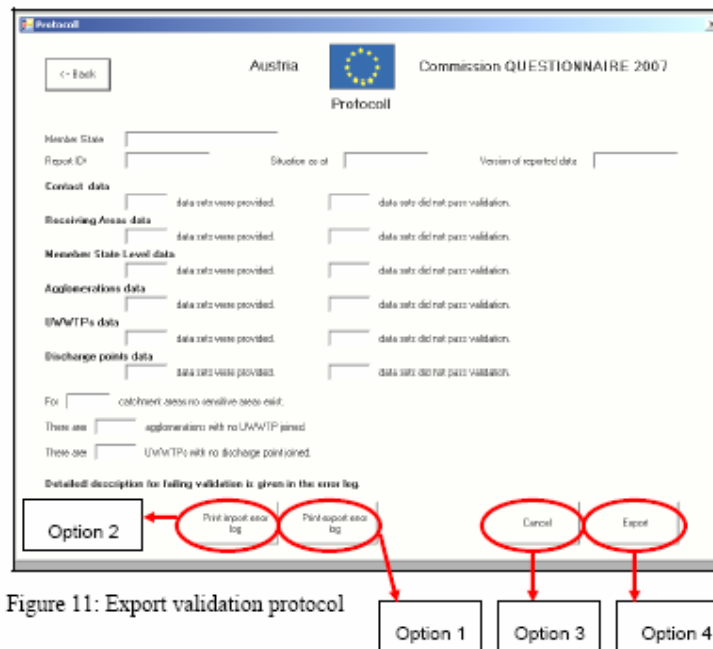 Protocoll
<- Back
Austria
Commission QUESTIONNAIRE 2007
Protocoll
Member State
Report ID: Situation as at Version of reported data
Contact data
data sets were provided. data sets did not pass validation.
Receiving Areas data
data sets were provided. data sets did not pass validation.
Memeber State Level data
data sets were provided. data sets did not pass validation.
Agglomerations data
data sets were provided. data sets did not pass validation.
UWWTPs data
data sets were provided. data sets did not pass validation.
Discharge points data
data sets were provided. data sets did not pass validation.
For catchment areas no sensitive areas exist.
There are agglomerations with no UWWTP joined.
There are UWWTPs with no discharge point joined.
Detailed description for failing validation is given in the error log.
Option 2
Print import error
log
Print export error
log
Cancel
Export
Figure 11: Export validation protocol
Option 1
Option 3
Option 4